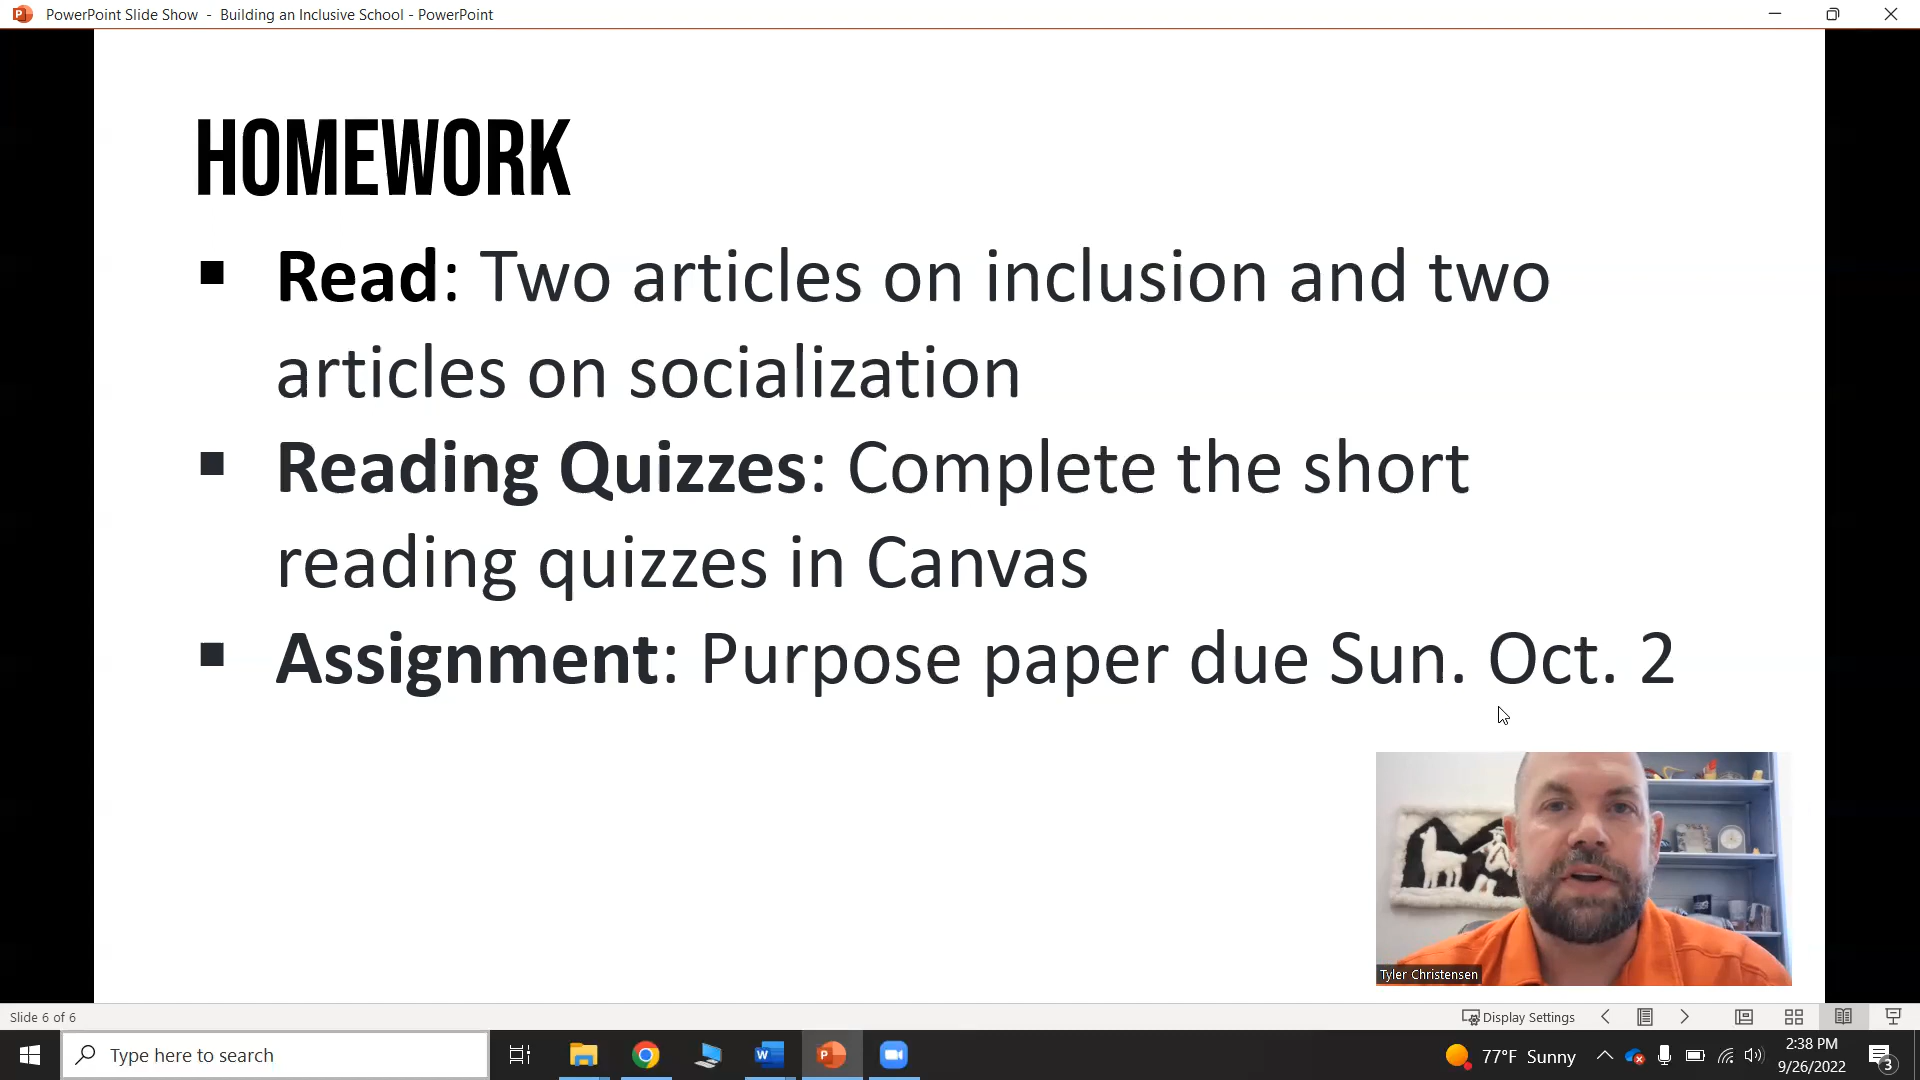 PowerPoint Slide Show - Building an Inclusive School - PowerPoint
HOMEWORK
▪ Read: Two articles on inclusion and two
articles on socialization
▪ Reading Quizzes: Complete the short
reading quizzes in Canvas
▪ Assignment: Purpose paper due Sun. Oct. 2
Tyler Christensen
Slide 6 of 6
Display Settings
Type here to search
77°F Sunny
2:38 PM
9/26/2022
3